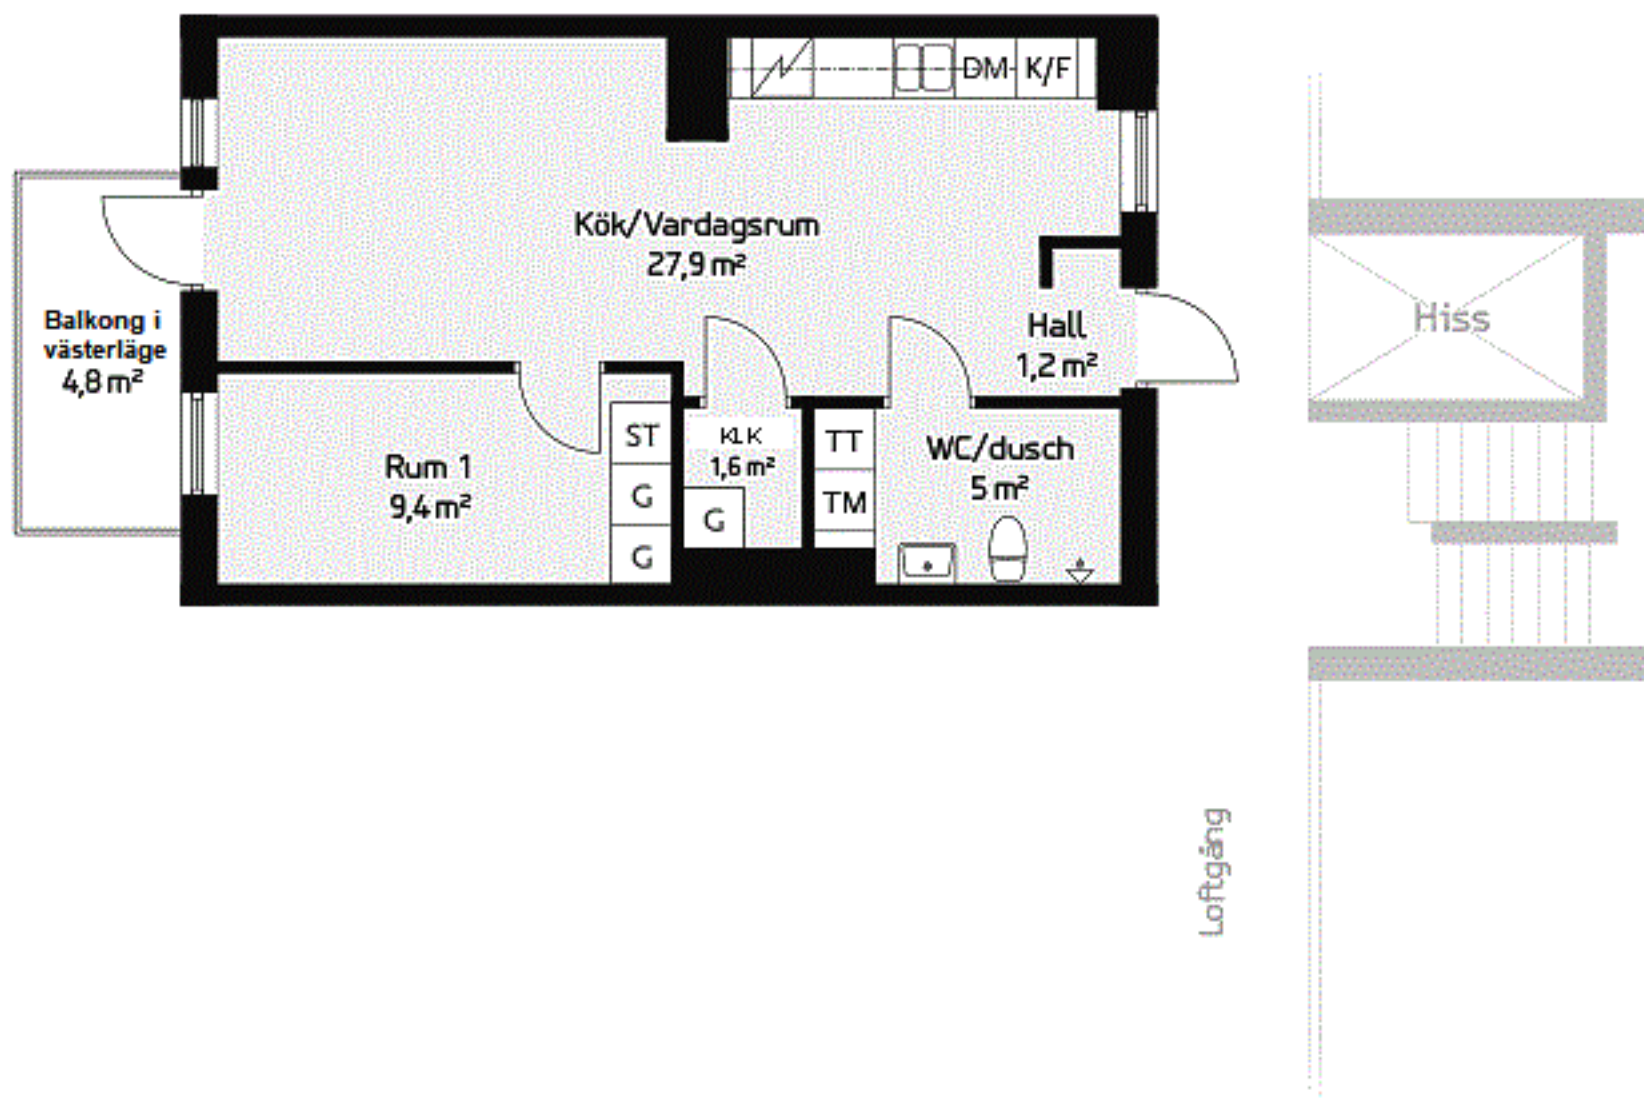 DM
K/F
Kök/Vardagsrum
27,9 m²
Balkong i
västerläge
4,8 m²
Hall
1,2 m²
Hiss
Rum 1
9,4 m²
ST
G
G
KLK
1,6 m²
G
TT
TM
WC/dusch
5 m²
Loftgång